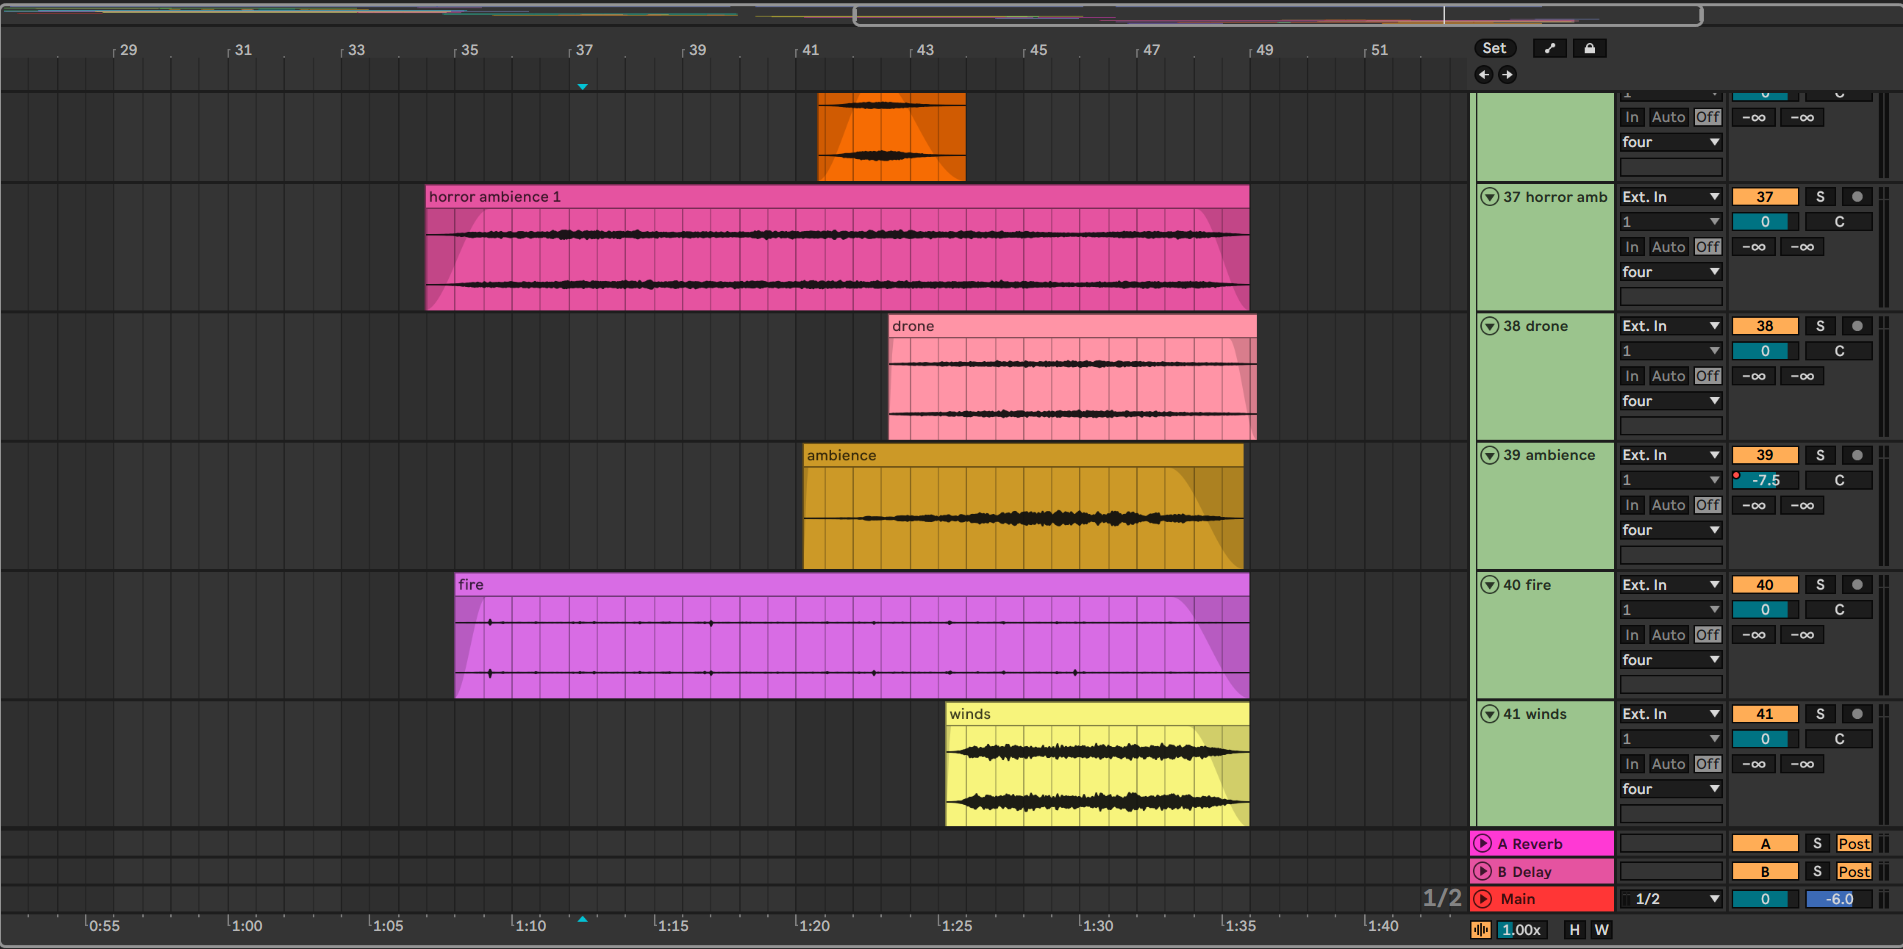 29 31 33 35 37 39 41 43 45 47 49 51 Set
1 0 C
In Auto Off -∞ -∞
four
horror ambience 1 37 horror amb Ext. In 37 S
1 0 C
In Auto Off -∞ -∞
four
drone 38 drone Ext. In 38 S
1 0 C
In Auto Off -∞ -∞
four
ambience 39 ambience Ext. In 39 S
1 -7.5 C
In Auto Off -∞ -∞
four
fire 40 fire Ext. In 40 S
1 0 C
In Auto Off -∞ -∞
four
winds 41 winds Ext. In 41 S
1 0 C
In Auto Off -∞ -∞
four
A Reverb A S Post
B Delay B S Post
1/2 Main 1/2 0 -6.0
0:55 1:00 1:05 1:10 1:15 1:20 1:25 1:30 1:35 1:40 1.00x H W